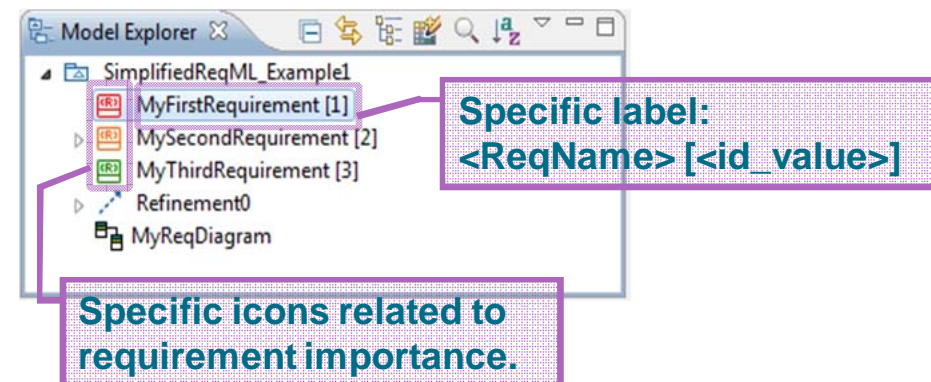 Model Explorer
SimplifiedReqML_Example1
«R» MyFirstRequirement [1]
«R» MySecondRequirement [2]
«R» MyThirdRequirement [3]
Refinement0
MyReqDiagram
Specific label:
<ReqName> [<id_value>]
Specific icons related to
requirement importance.